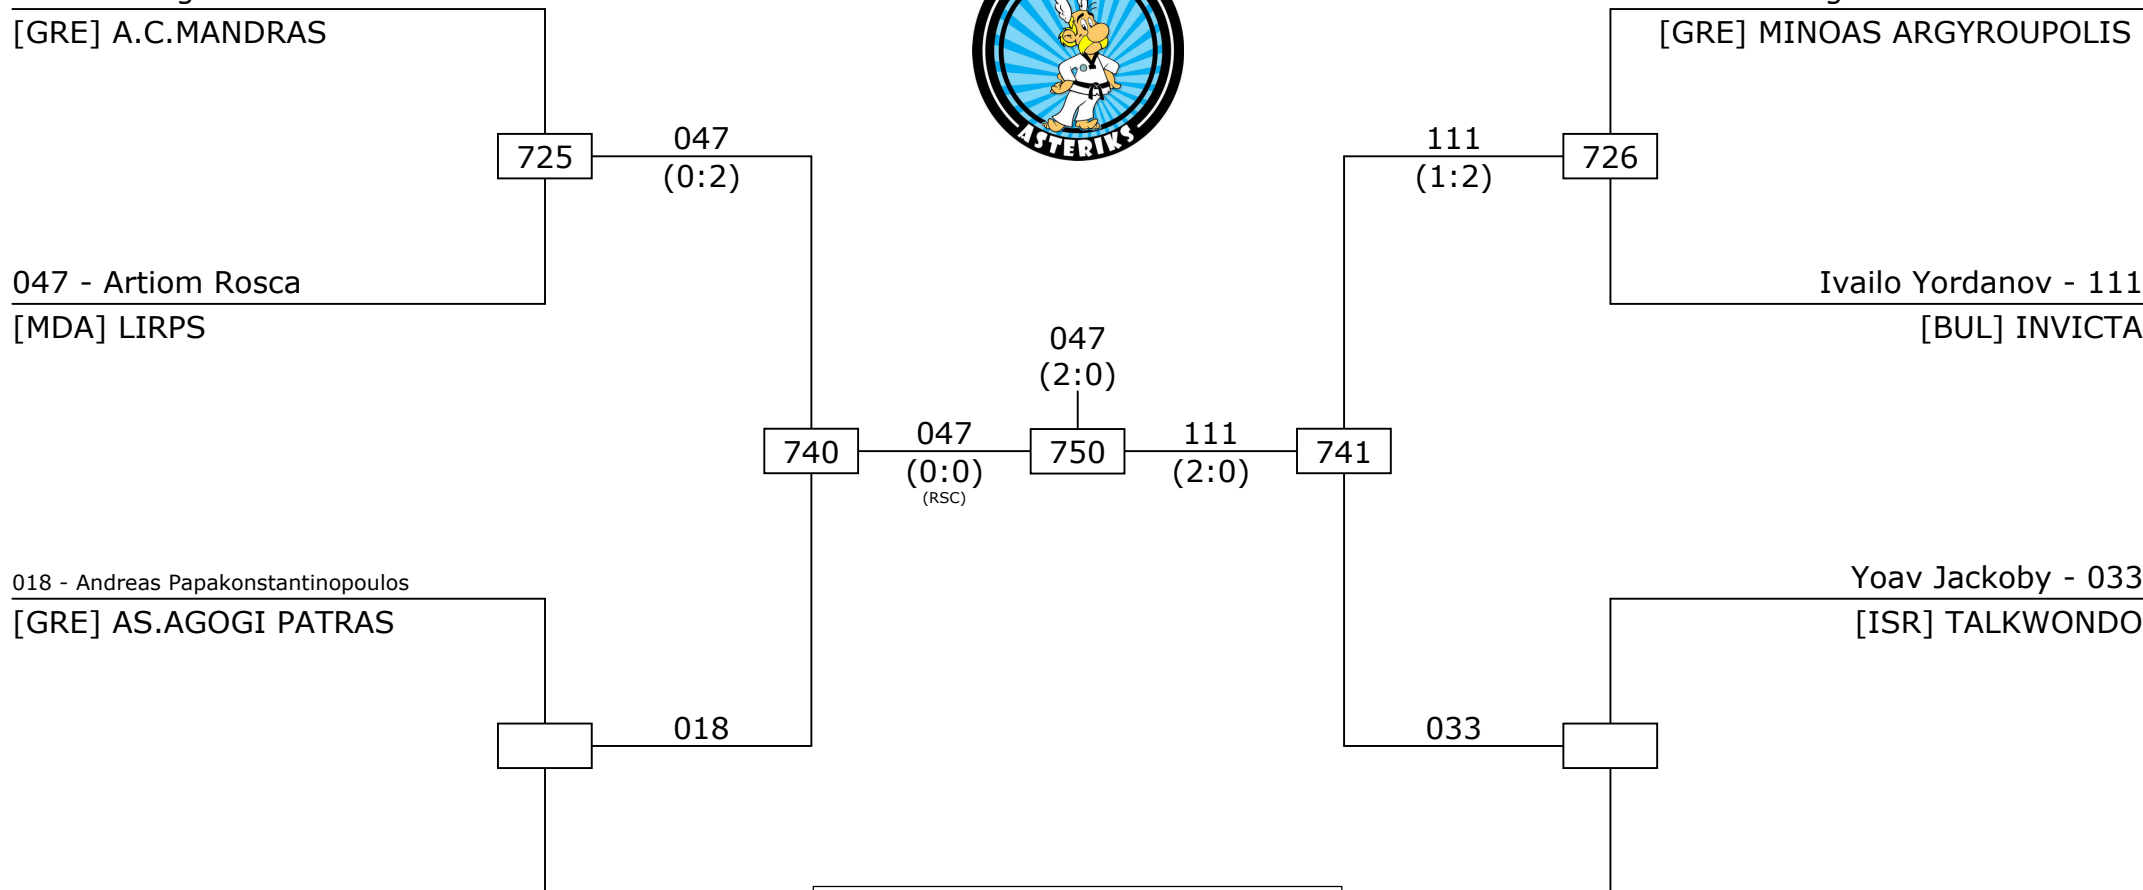 [GRE] A.C.MANDRAS
[GRE] MINOAS ARGYROUPOLIS
ASTERIKS
725
047
(0:2)
111
(1:2)
726
047 - Artiom Rosca
[MDA] LIRPS
Ivailo Yordanov - 111
[BUL] INVICTA
047
(2:0)
740
047
(0:0)
(RSC)
750
111
(2:0)
741
018 - Andreas Papakonstantinopoulos
[GRE] AS.AGOGI PATRAS
Yoav Jackoby - 033
[ISR] TALKWONDO
018
033